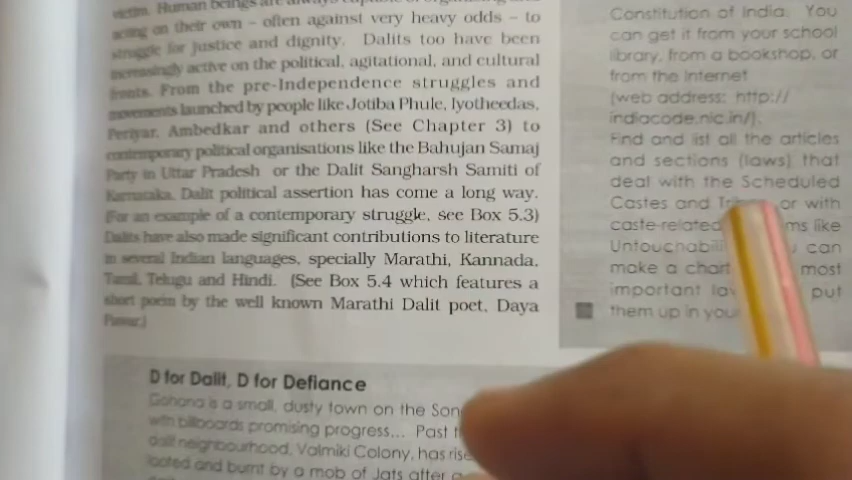 victim. Human beings are always capable of
acting on their own – often against very heavy odds – to
struggle for justice and dignity. Dalits too have been
increasingly active on the political, agitational, and cultural
fronts. From the pre-Independence struggles and
movements launched by people like Jotiba Phule, Iyotheedas,
Periyar, Ambedkar and others (See Chapter 3) to
contemporary political organisations like the Bahujan Samaj
Party in Uttar Pradesh or the Dalit Sangharsh Samiti of
Karnataka, Dalit political assertion has come a long way.
(For an example of a contemporary struggle, see Box 5.3)
Dalits have also made significant contributions to literature
in several Indian languages, specially Marathi, Kannada,
Tamil, Telugu and Hindi. (See Box 5.4 which features a
short poem by the well known Marathi Dalit poet, Daya
Pawar.)
Constitution of India. You
can get it from your school
library, from a bookshop, or
from the Internet
(web address: http://
indiacode.nic.in/).
Find and list all the articles
and sections (laws) that
deal with the Scheduled
Castes and or with
caste-related ms like
can
make a chart most
important put
them up in
D for Dalit, D for Defiance
Gohana is a small, dusty town on the
with billboards promising progress... Past
dalit neighbourhood, Valmiki Colony, has
looted and burnt by a mob of Jats after a